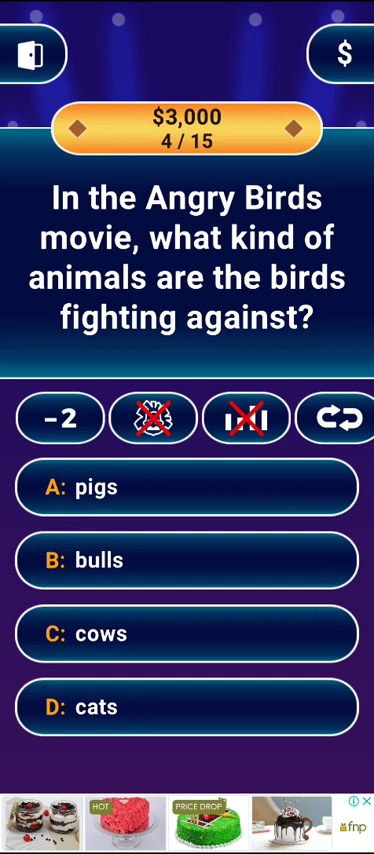 $
$3,000
4 / 15
In the Angry Birds
movie, what kind of
animals are the birds
fighting against?
-2
A: pigs
B: bulls
C: cows
D: cats
HOT
PRICE DROP
fnp